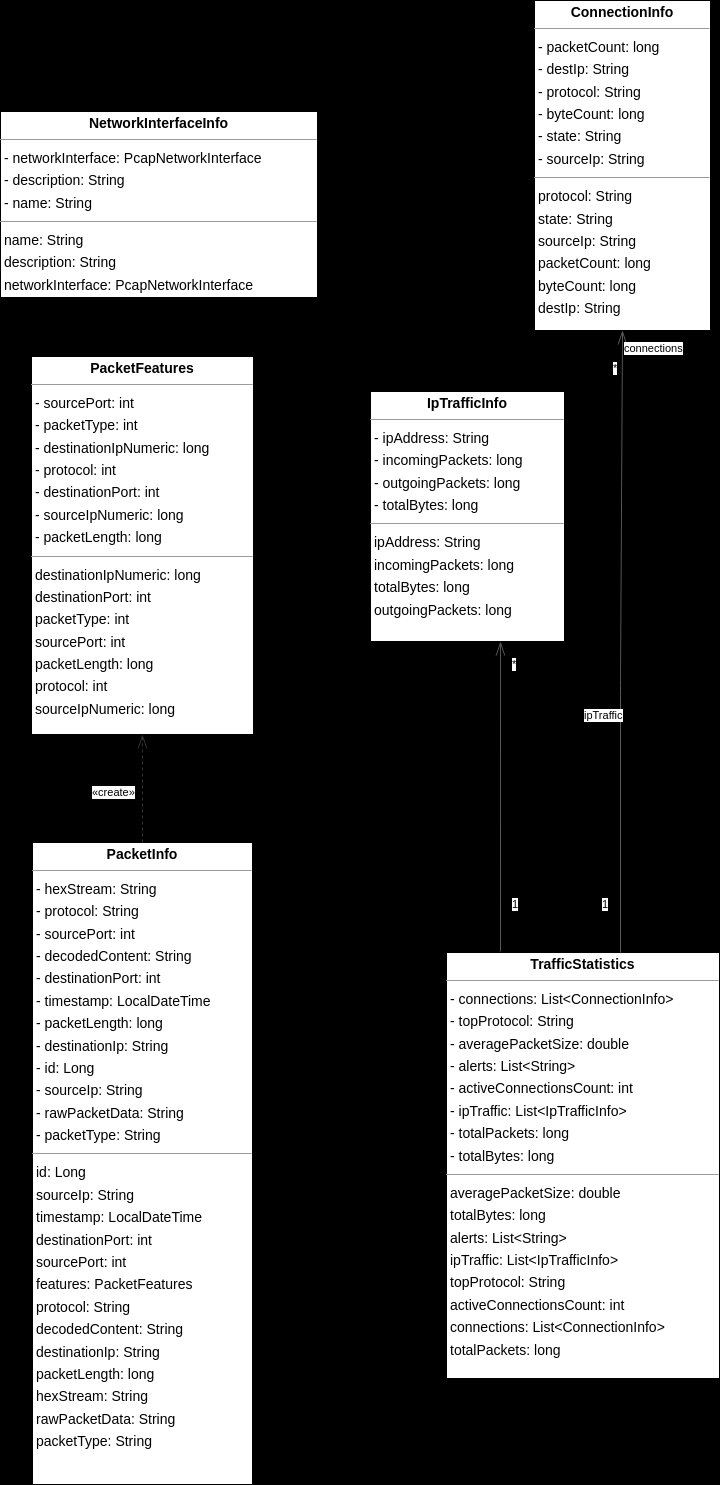 ConnectionInfo
- packetCount: long
- destIp: String
- protocol: String
- byteCount: long
- state: String
- sourceIp: String
protocol: String
state: String
sourceIp: String
packetCount: long
byteCount: long
destIp: String
NetworkInterfaceInfo
- networkInterface: PcapNetworkInterface
- description: String
- name: String
name: String
description: String
networkInterface: PcapNetworkInterface
connections
*
PacketFeatures
- sourcePort: int
- packetType: int
- destinationIpNumeric: long
- protocol: int
- destinationPort: int
- sourceIpNumeric: long
- packetLength: long
destinationIpNumeric: long
destinationPort: int
packetType: int
sourcePort: int
packetLength: long
protocol: int
sourceIpNumeric: long
IpTrafficInfo
- ipAddress: String
- incomingPackets: long
- outgoingPackets: long
- totalBytes: long
ipAddress: String
incomingPackets: long
totalBytes: long
outgoingPackets: long
*
ipTraffic
«create»
PacketInfo
- hexStream: String
- protocol: String
- sourcePort: int
- decodedContent: String
- destinationPort: int
- timestamp: LocalDateTime
- packetLength: long
- destinationIp: String
- id: Long
- sourceIp: String
- rawPacketData: String
- packetType: String
id: Long
sourceIp: String
timestamp: LocalDateTime
destinationPort: int
sourcePort: int
features: PacketFeatures
protocol: String
decodedContent: String
destinationIp: String
packetLength: long
hexStream: String
rawPacketData: String
packetType: String
1
1
TrafficStatistics
- connections: List<ConnectionInfo>
- topProtocol: String
- averagePacketSize: double
- alerts: List<String>
- activeConnectionsCount: int
- ipTraffic: List<IpTrafficInfo>
- totalPackets: long
- totalBytes: long
averagePacketSize: double
totalBytes: long
alerts: List<String>
ipTraffic: List<IpTrafficInfo>
topProtocol: String
activeConnectionsCount: int
connections: List<ConnectionInfo>
totalPackets: long